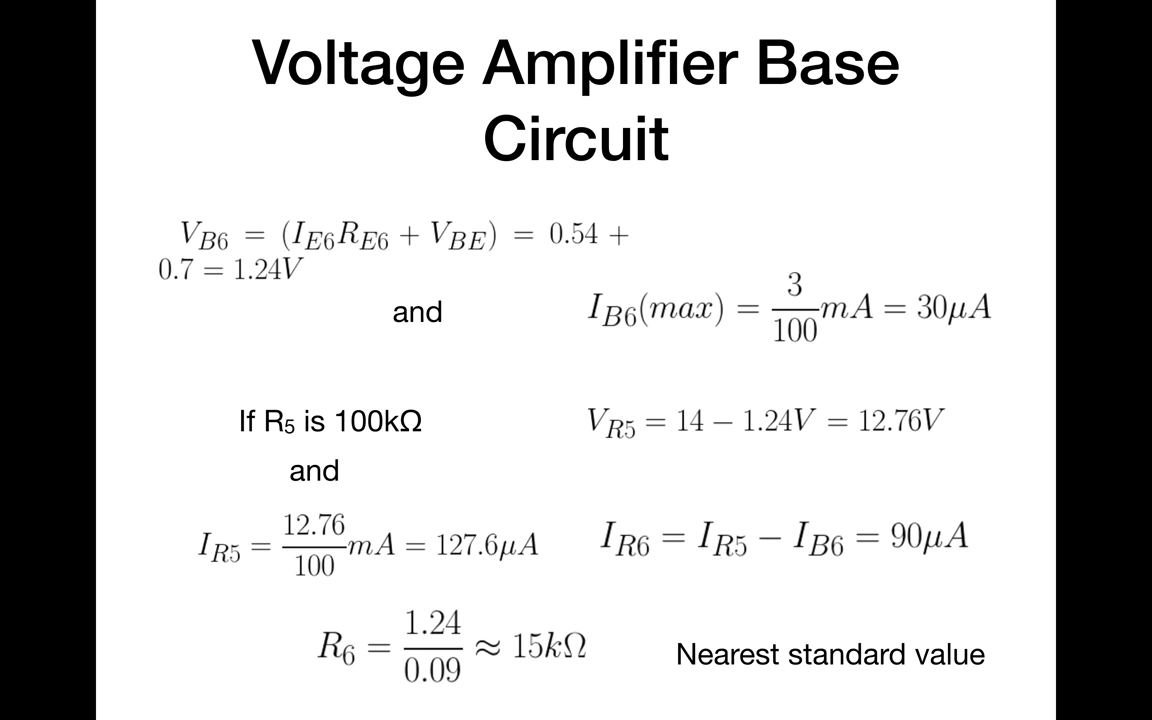 Voltage Amplifier Base
Circuit
V_{B6} = (I_{E6}R_{E6} + V_{BE}) = 0.54 +
0.7 = 1.24V
and
I_{B6}(max) = \frac{3}{100}mA = 30μA
If R₅ is 100kΩ
V_{R5} = 14 − 1.24V = 12.76V
and
I_{R5} = \frac{12.76}{100}mA = 127.6μA
I_{R6} = I_{R5} − I_{B6} = 90μA
R_6 = \frac{1.24}{0.09} ≈ 15kΩ
Nearest standard value